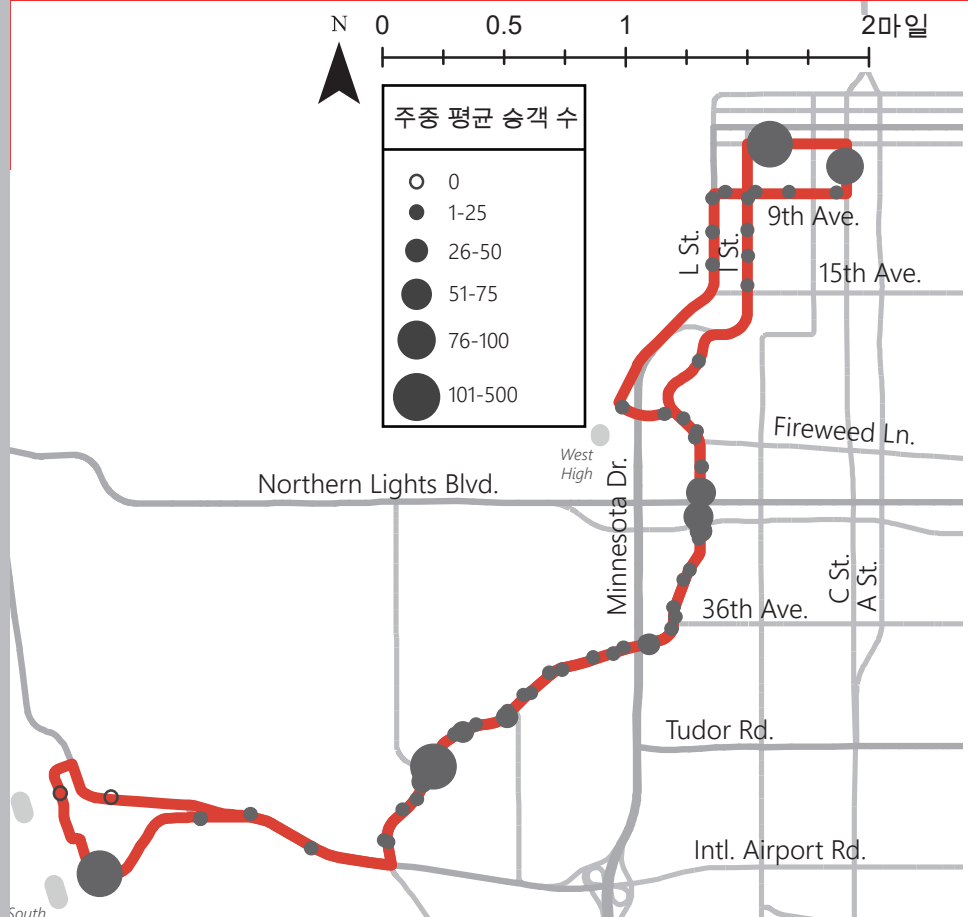 N
0 0.5 1 2마일
주중 평균 승객 수
0
1-25
26-50
51-75
76-100
101-500
9th Ave.
L St.
I St.
15th Ave.
Fireweed Ln.
West
High
Northern Lights Blvd.
Minnesota Dr.
C St.
A St.
36th Ave.
Tudor Rd.
Intl. Airport Rd.
South